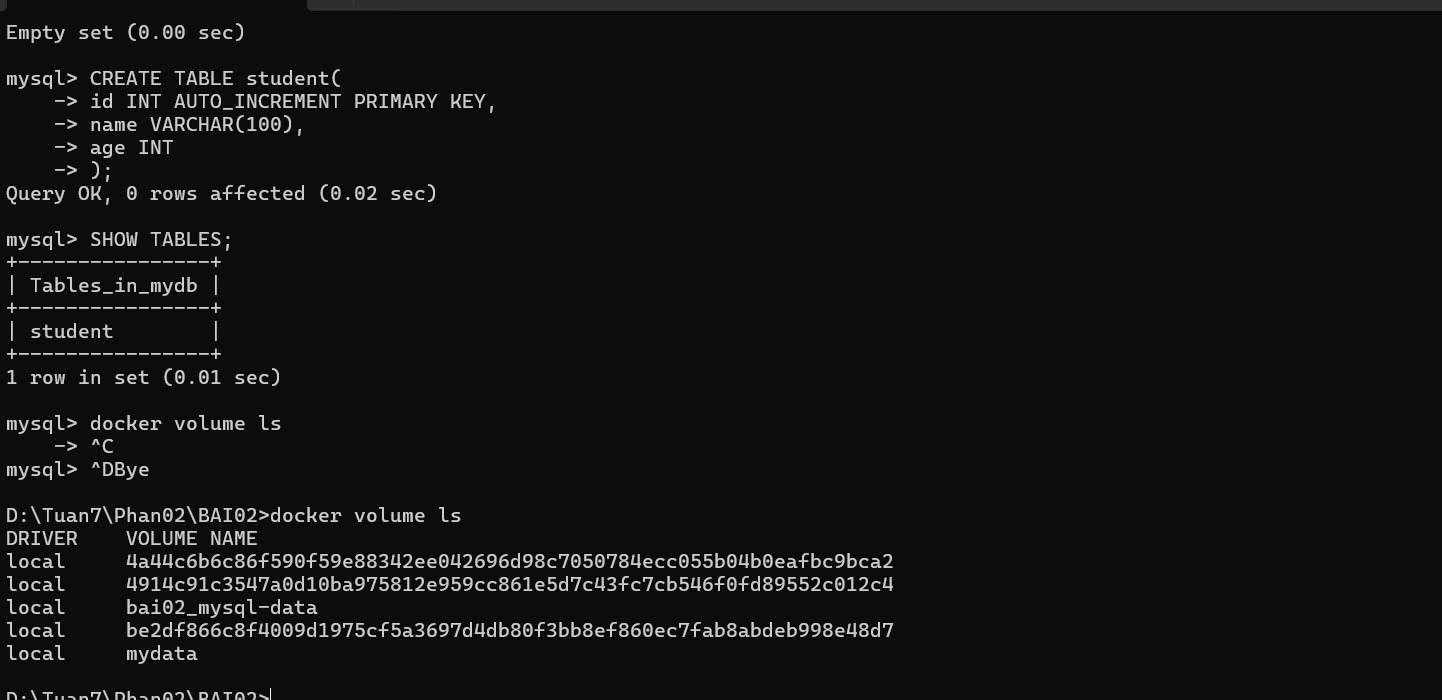 Empty set (0.00 sec)
mysql> CREATE TABLE student(
    -> id INT AUTO_INCREMENT PRIMARY KEY,
    -> name VARCHAR(100),
    -> age INT
    -> );
Query OK, 0 rows affected (0.02 sec)
mysql> SHOW TABLES;
+----------------+
| Tables_in_mydb |
+----------------+
| student        |
+----------------+
1 row in set (0.01 sec)
mysql> docker volume ls
    -> ^C
mysql> ^DBye
D:\Tuan7\Phan02\BAI02>docker volume ls
DRIVER    VOLUME NAME
local     4a44c6b6c86f590f59e88342ee042696d98c7050784ecc055b04b0eafbc9bca2
local     4914c91c3547a0d10ba975812e959cc861e5d7c43fc7cb546f0fd89552c012c4
local     bai02_mysql-data
local     be2df866c8f4009d1975cf5a3697d4db80f3bb8ef860ec7fab8abdeb998e48d7
local     mydata
D:\Tuan7\Phan02\BAI02>